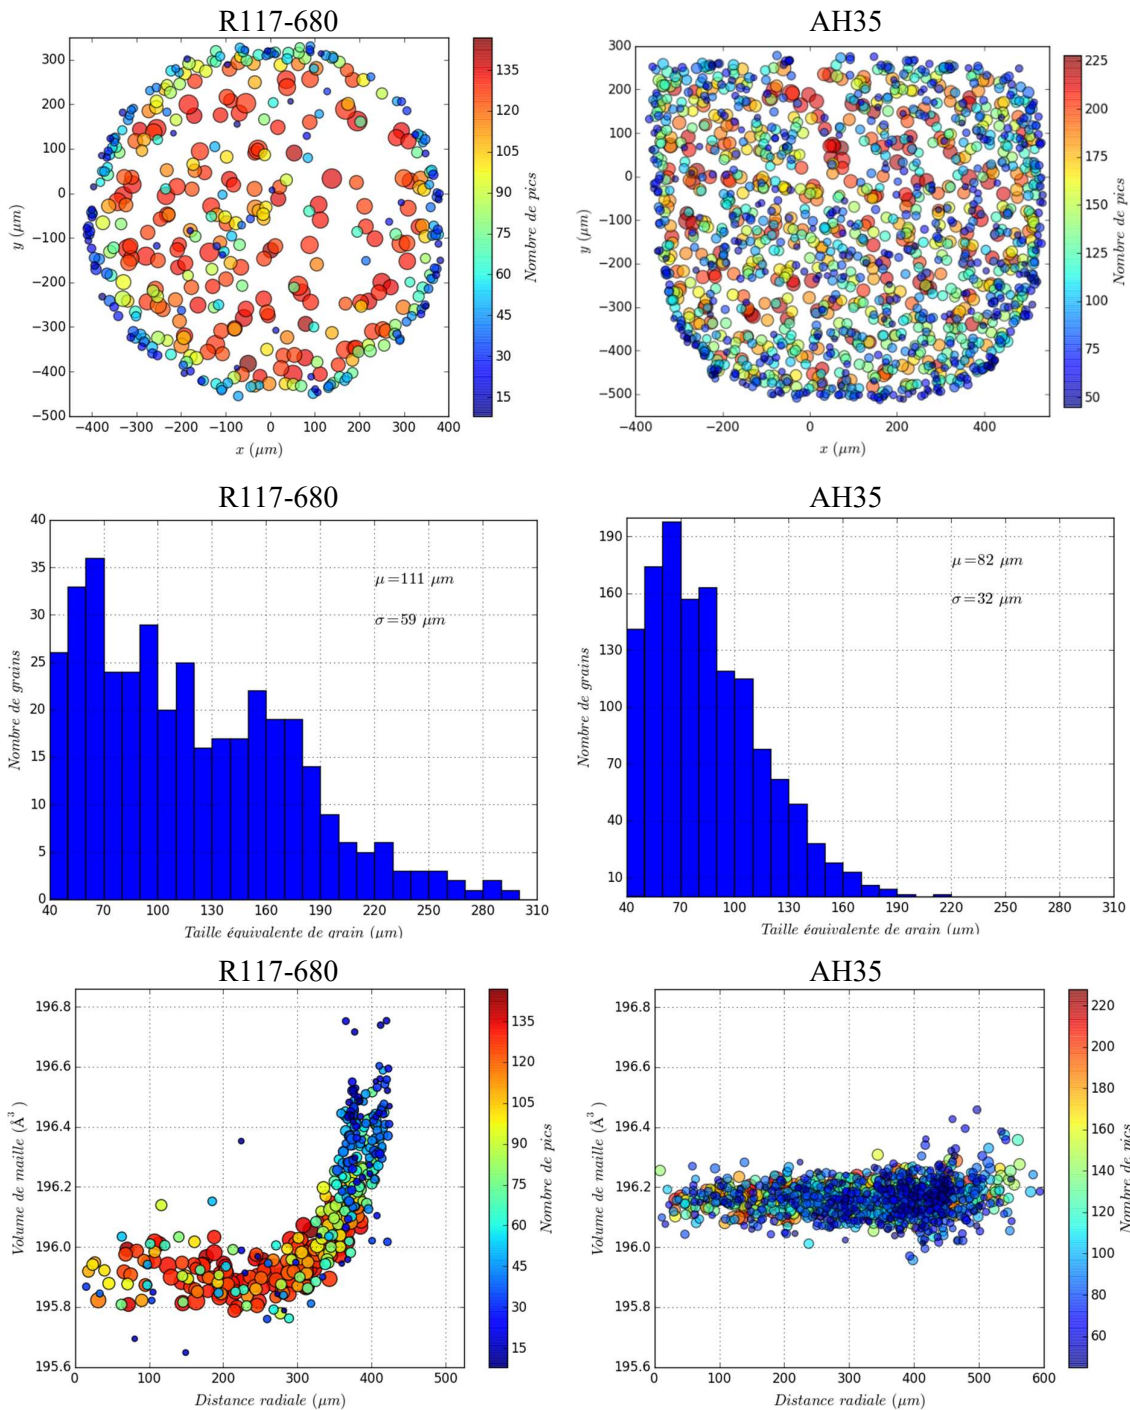 R117-680
AH35
300
200
100
0
−100
−200
−300
−400
−500
y (μm)
−400 −300 −200 −100 0 100 200 300 400
x (μm)
135
120
105
90
75
60
45
30
15
Nombre de pics
300
200
100
0
−100
−200
−300
−400
−500
y (μm)
−400 −200 0 200 400
x (μm)
225
200
175
150
125
100
75
50
Nombre de pics
R117-680
AH35
40
35
30
25
20
15
10
5
0
Nombre de grains
μ=111 μm
σ=59 μm
40 70 100 130 160 190 220 250 280 310
Taille équivalente de grain (μm)
190
160
130
100
70
40
10
Nombre de grains
μ=82 μm
σ=32 μm
40 70 100 130 160 190 220 250 280 310
Taille équivalente de grain (μm)
R117-680
AH35
196.8
196.6
196.4
196.2
196.0
195.8
195.6
Volume de maille (Å³)
0 100 200 300 400 500
Distance radiale (μm)
135
120
105
90
75
60
45
30
15
Nombre de pics
196.8
196.6
196.4
196.2
196.0
195.8
195.6
Volume de maille (Å³)
0 100 200 300 400 500 600
Distance radiale (μm)
220
200
180
160
140
120
100
80
60
Nombre de pics